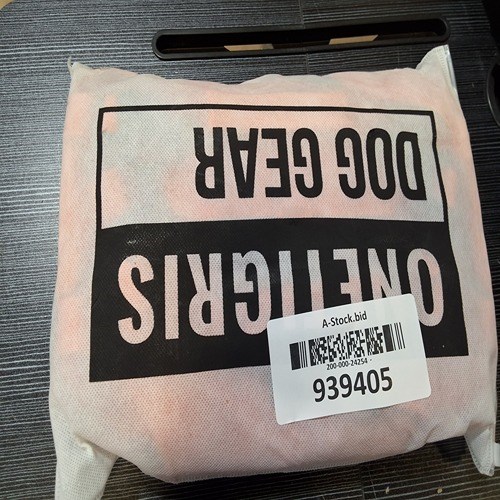 ONETIGRIS
DOG GEAR
A-Stock.bid
200-000-24254 -
939405